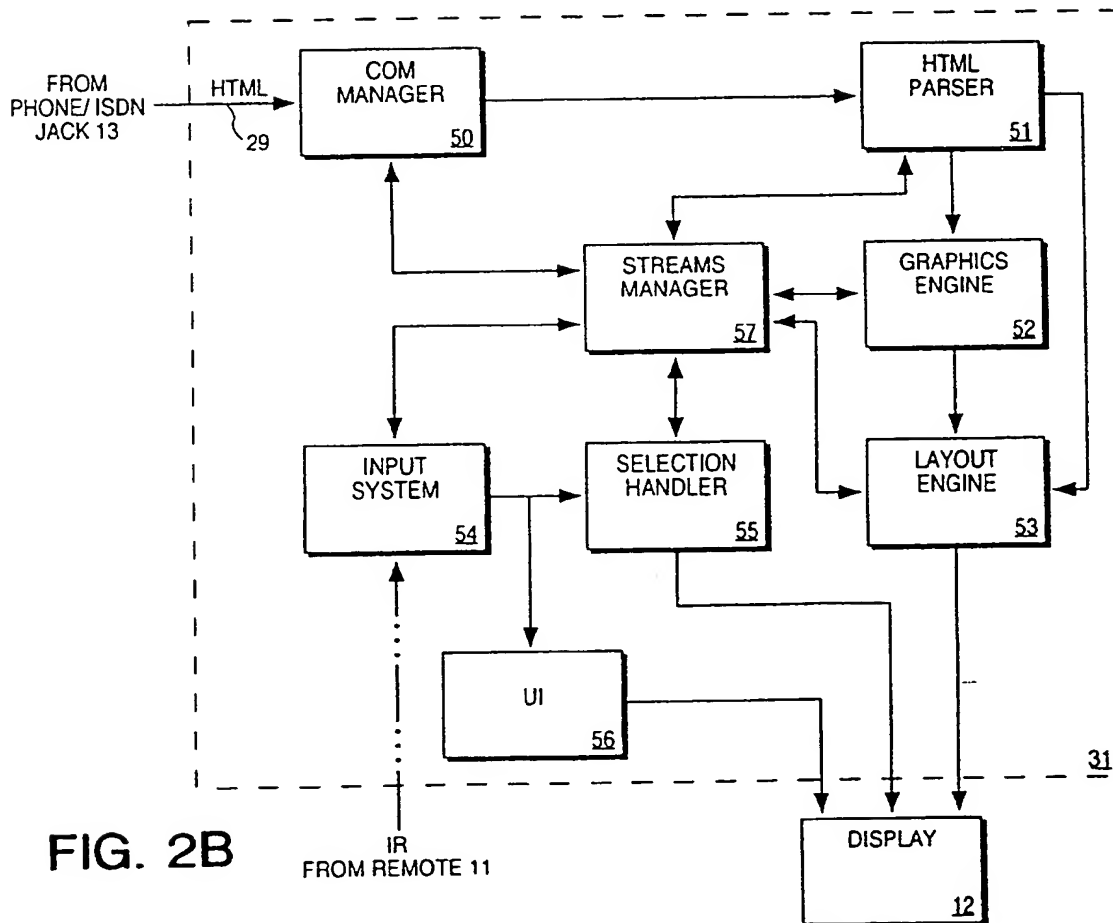 FROM
PHONE/ISDN
JACK 13
HTML
29
COM
MANAGER
50
HTML
PARSER
51
STREAMS
MANAGER
57
GRAPHICS
ENGINE
52
INPUT
SYSTEM
54
SELECTION
HANDLER
55
LAYOUT
ENGINE
53
UI
56
31
DISPLAY
12
IR
FROM REMOTE 11
FIG. 2B